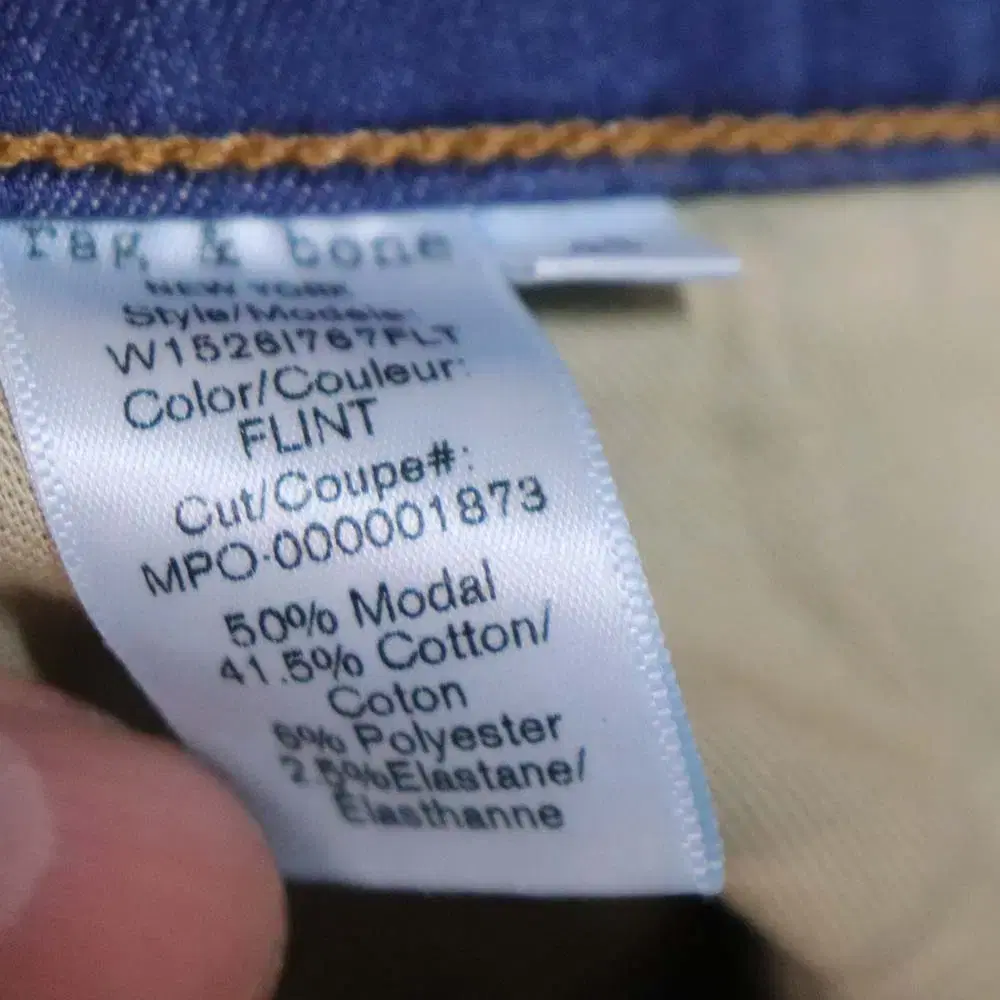 rag & bone
NEW YORK
Style/Modele:
W1526I767FLT
Color/Couleur:
FLINT
Cut/Coupe#:
MPO-000001873
50% Modal
41.5% Cotton/
Coton
6% Polyester
2.5%Elastane/
Elasthanne